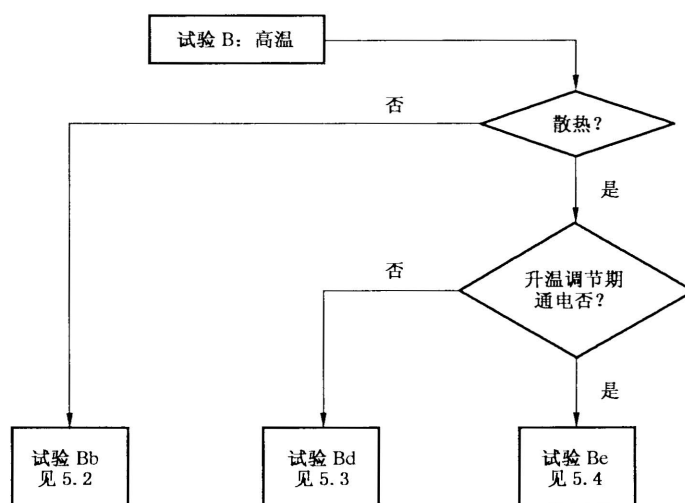 试验 B：高温
否
散热？
是
否
升温调节期
通电否？
是
试验 Bb
见 5.2
试验 Bd
见 5.3
试验 Be
见 5.4